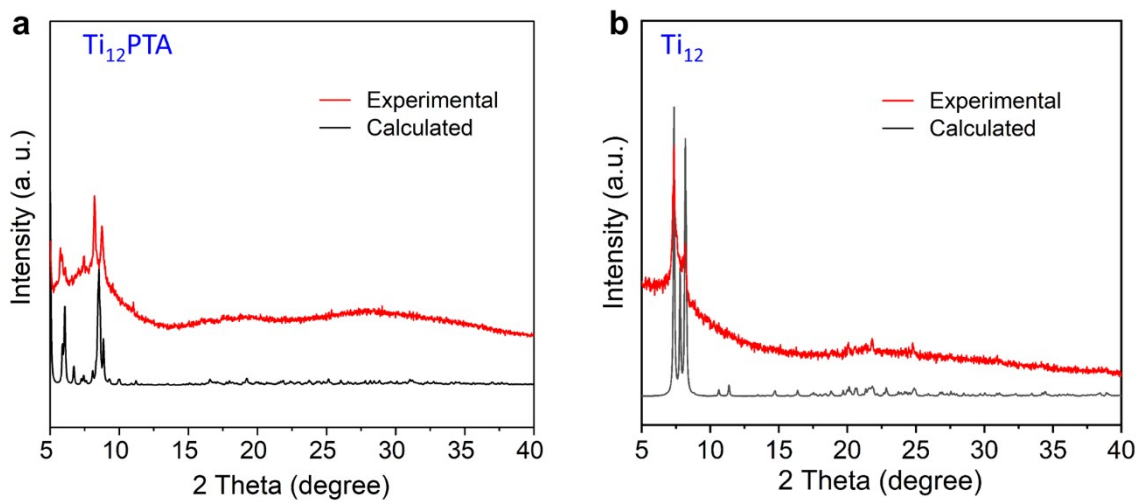 a
Ti₁₂PTA
Experimental
Calculated
Intensity (a. u.)
5 10 15 20 25 30 35 40
2 Theta (degree)
b
Ti₁₂
Experimental
Calculated
Intensity (a.u.)
5 10 15 20 25 30 35 40
2 Theta (degree)